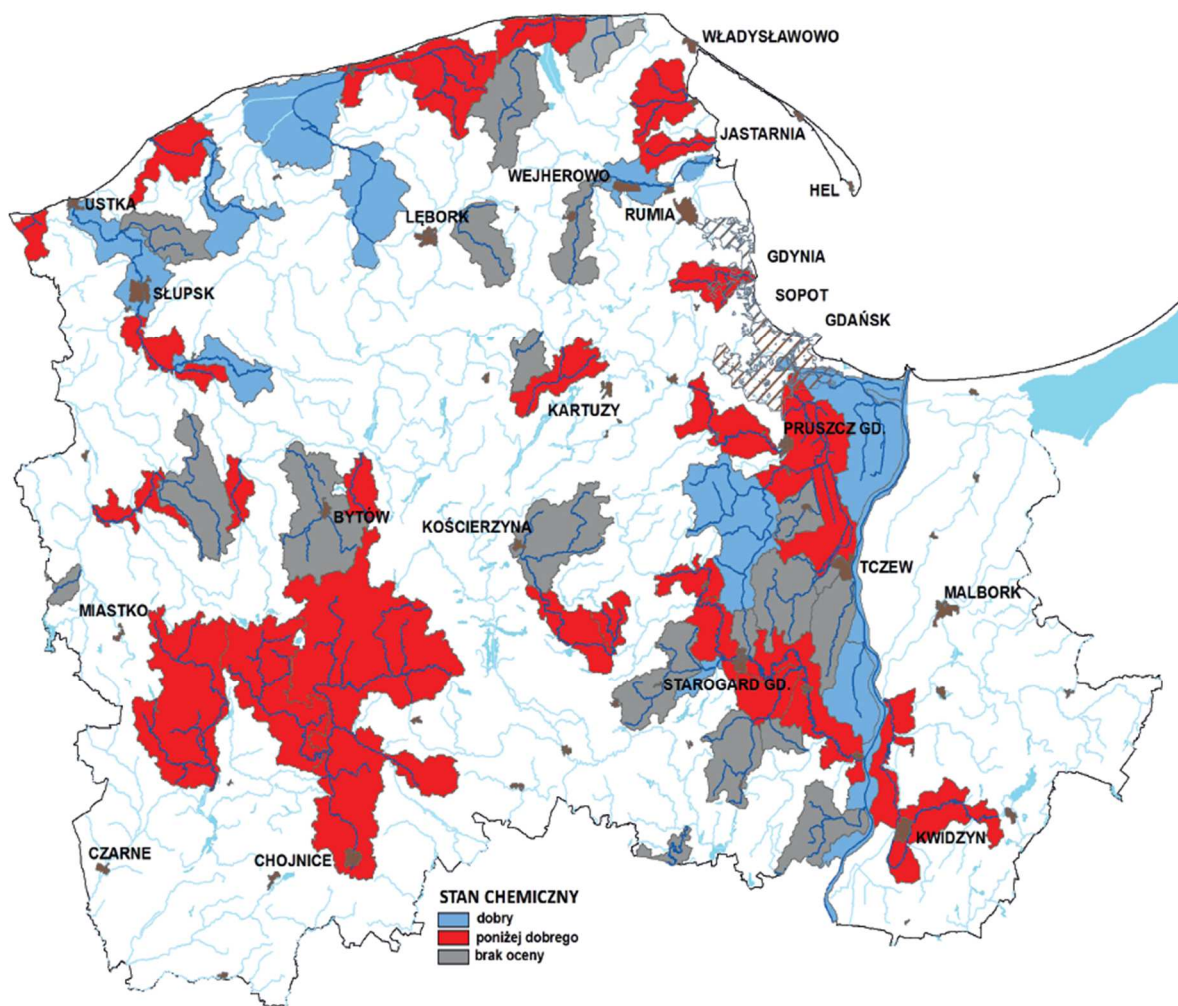 WŁADYSŁAWOWO
JASTARNIA
WEJHEROWO
HEL
USTKA
RUMIA
LĘBORK
GDYNIA
SŁUPSK
SOPOT
GDAŃSK
KARTUZY
PRUSZCZ GD.
BYTÓW
KOŚCIERZYNA
TCZEW
MALBORK
MIASTKO
STAROGARD GD.
KWIDZYN
CZARNE
CHOJNICE
STAN CHEMICZNY
dobry
poniżej dobrego
brak oceny